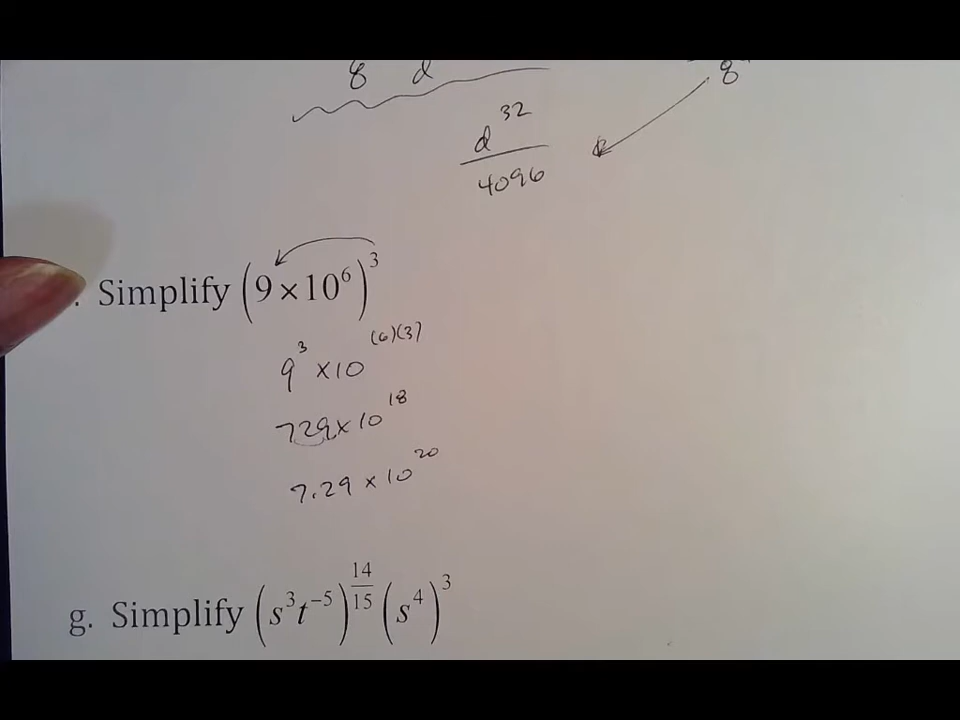 8 d 8
d^32
4096
. Simplify (9×10^6)^3
9^3 ×10^(6)(3)
729×10^18
7.29 × 10^20
g. Simplify (s^3t^−5)^14/15 (s^4)^3